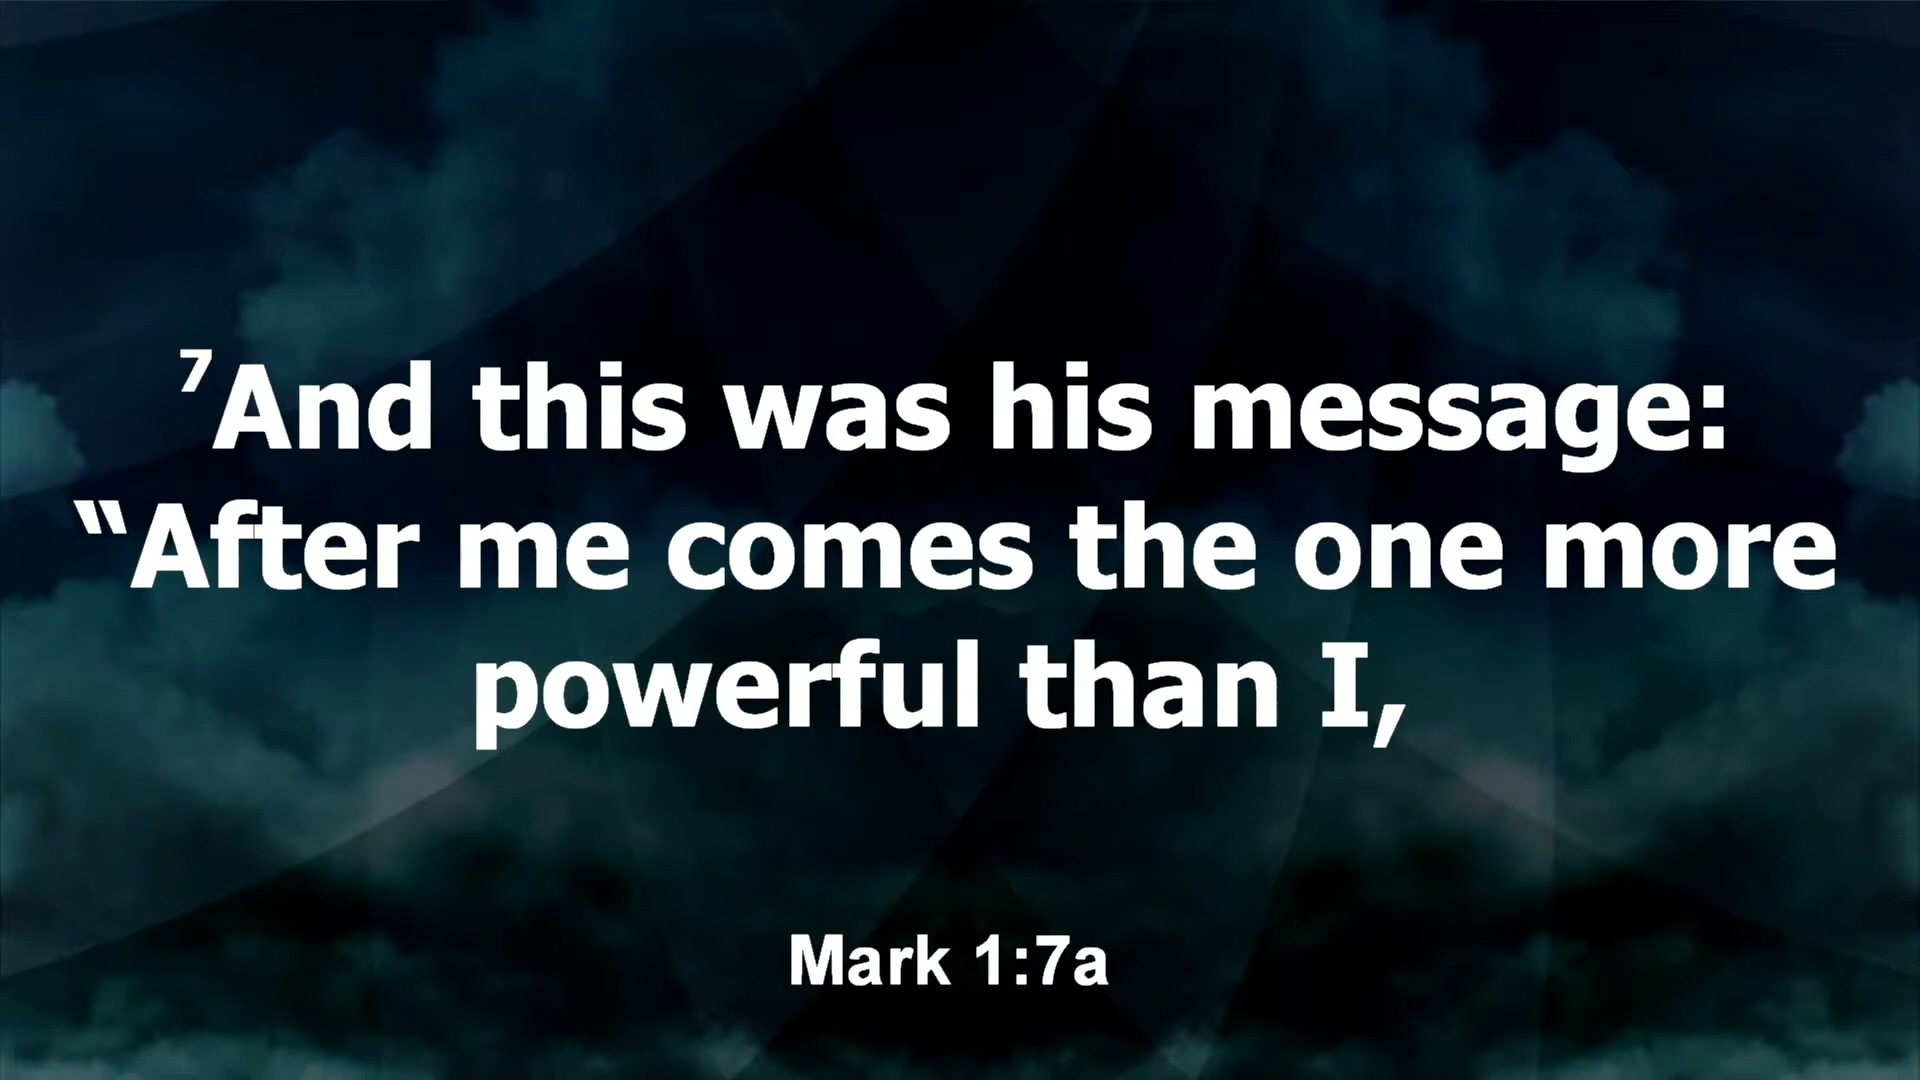 ⁷And this was his message:
“After me comes the one more
powerful than I,
Mark 1:7a